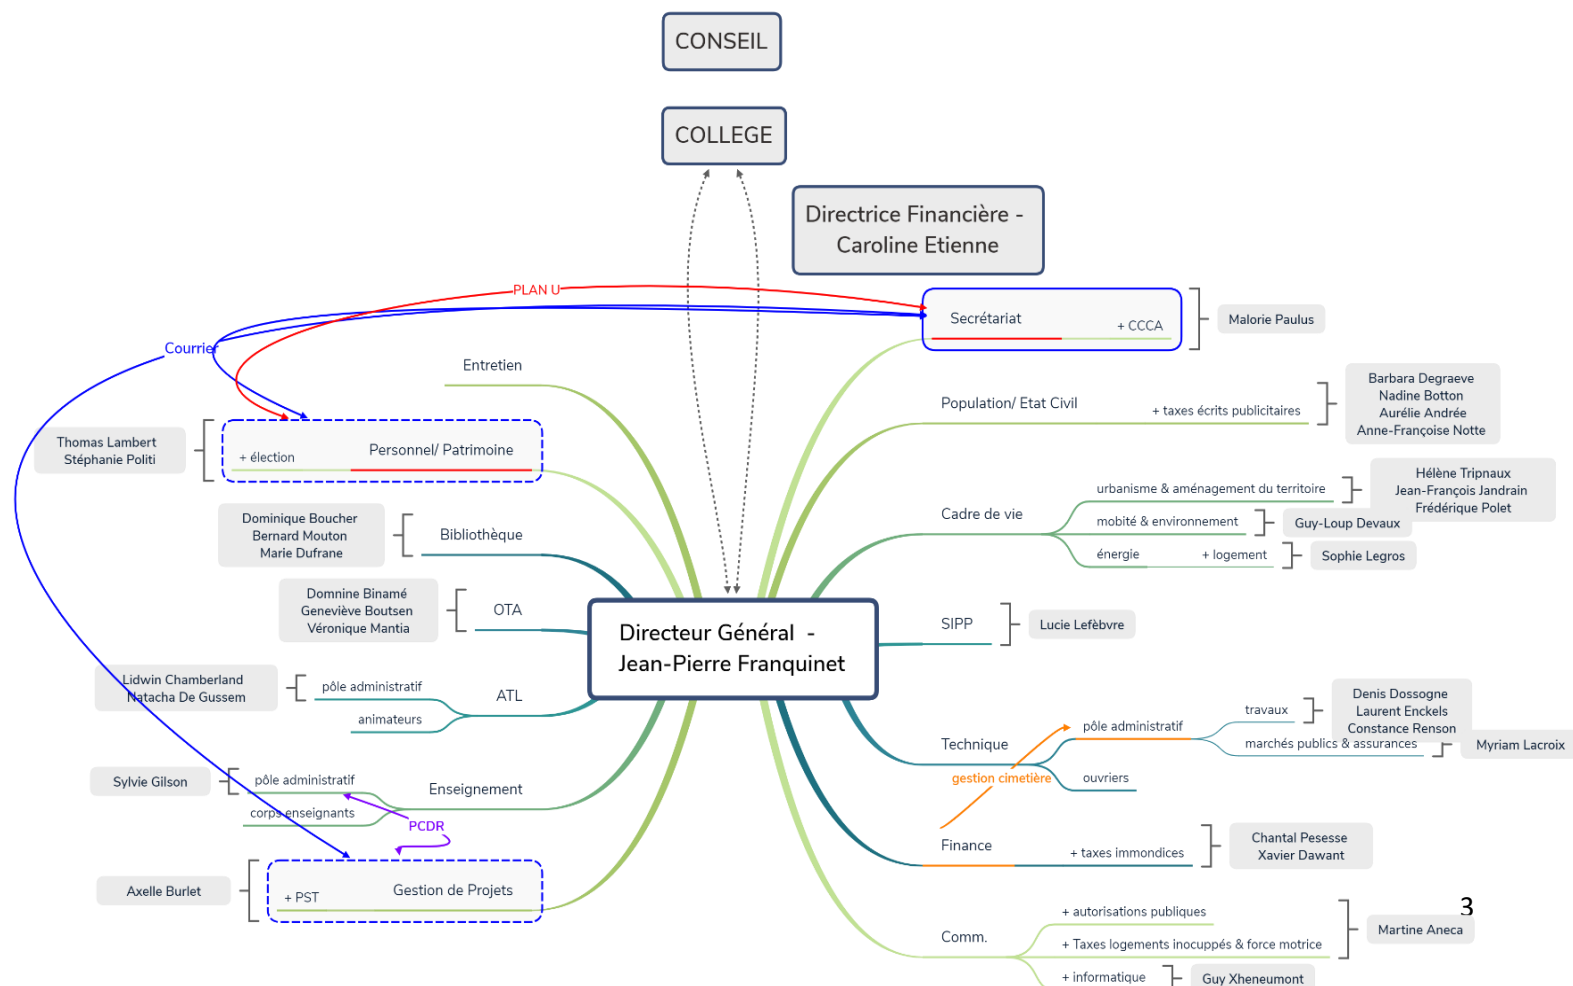 CONSEIL
COLLEGE
Directrice Financière -
Caroline Etienne
PLAN U
Courrier
Secrétariat
+ CCCA
Malorie Paulus
Entretien
Population/ Etat Civil
+ taxes écrits publicitaires
Barbara Degraeve
Nadine Botton
Aurélie Andrée
Anne-Françoise Notte
Thomas Lambert
Stéphanie Politi
+ élection
Personnel/ Patrimoine
Cadre de vie
urbanisme & aménagement du territoire
Hélène Tripnaux
Jean-François Jandrain
Frédérique Polet
mobité & environnement
Guy-Loup Devaux
énergie
+ logement
Sophie Legros
Dominique Boucher
Bernard Mouton
Marie Dufrane
Bibliothèque
Domnine Binamé
Geneviève Boutsen
Véronique Mantia
OTA
SIPP
Lucie Lefèbvre
Directeur Général -
Jean-Pierre Franquinet
Lidwin Chamberland
Natacha De Gussem
pôle administratif
animateurs
ATL
Technique
pôle administratif
travaux
Denis Dossogne
Laurent Enckels
Constance Renson
marchés publics & assurances
Myriam Lacroix
ouvriers
gestion cimetière
Sylvie Gilson
pôle administratif
corps enseignants
Enseignement
PCDR
Finance
+ taxes immondices
Chantal Pesesse
Xavier Dawant
Axelle Burlet
+ PST
Gestion de Projets
Comm.
+ autorisations publiques
+ Taxes logements inocuppés & force motrice
Martine Aneca
3
+ informatique
Guy Xheneumont